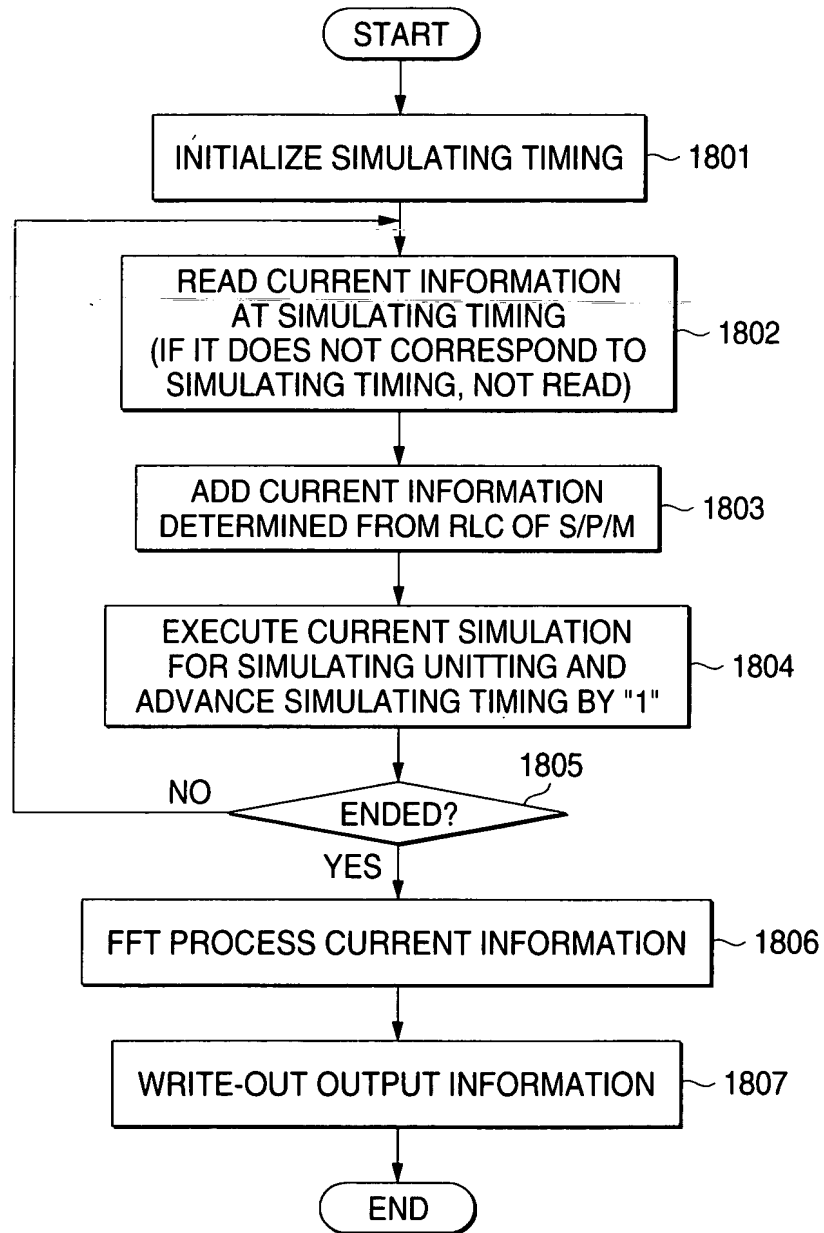 START
INITIALIZE SIMULATING TIMING
1801
READ CURRENT INFORMATION
AT SIMULATING TIMING
(IF IT DOES NOT CORRESPOND TO
SIMULATING TIMING, NOT READ)
1802
ADD CURRENT INFORMATION
DETERMINED FROM RLC OF S/P/M
1803
EXECUTE CURRENT SIMULATION
FOR SIMULATING UNITTING AND
ADVANCE SIMULATING TIMING BY "1"
1804
1805
NO
ENDED?
YES
FFT PROCESS CURRENT INFORMATION
1806
WRITE-OUT OUTPUT INFORMATION
1807
END